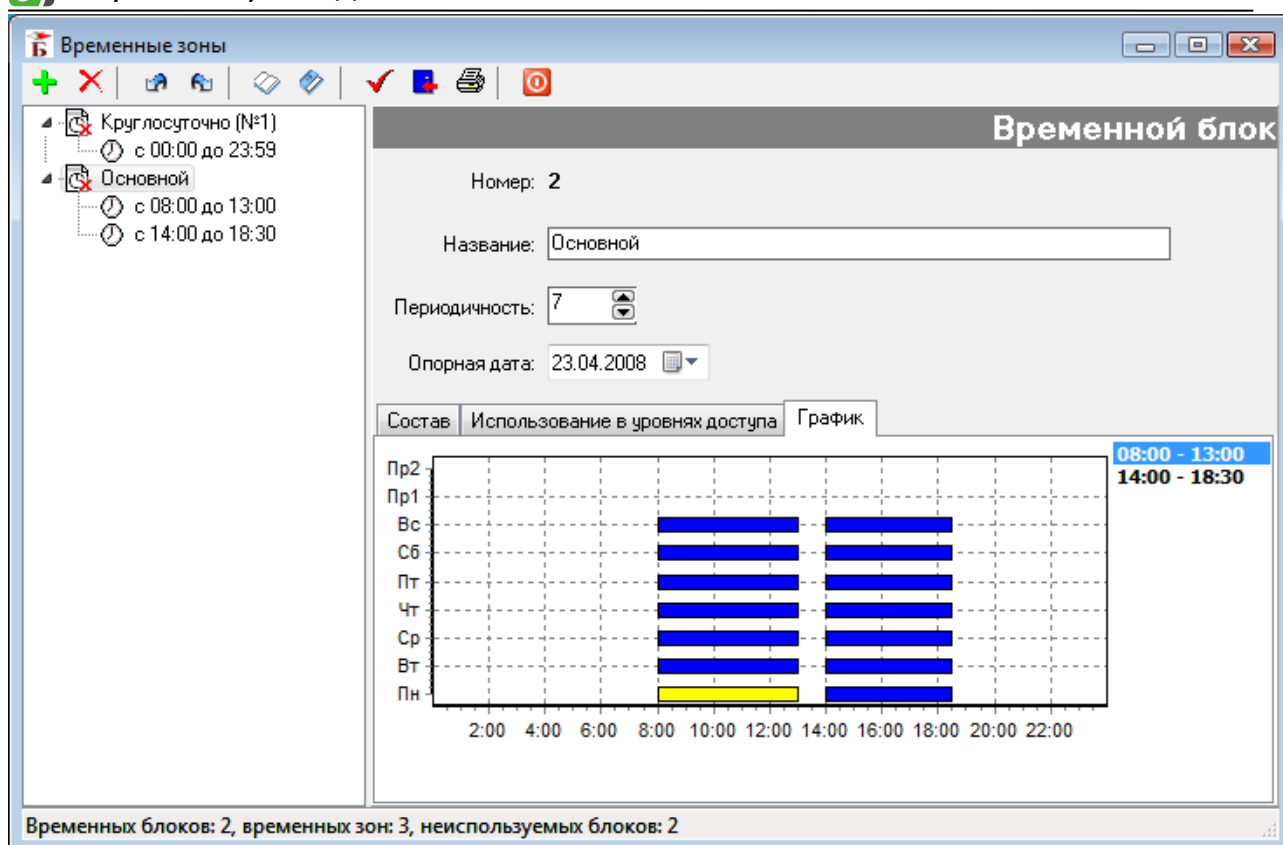 Временные зоны
Круглосуточно (№1)
с 00:00 до 23:59
Основной
с 08:00 до 13:00
с 14:00 до 18:30
Временной блок
Номер: 2
Название: Основной
Периодичность: 7
Опорная дата: 23.04.2008
Состав Использование в уровнях доступа График
08:00 - 13:00
14:00 - 18:30
Пр2
Пр1
Вс
Сб
Пт
Чт
Ср
Вт
Пн
2:00 4:00 6:00 8:00 10:00 12:00 14:00 16:00 18:00 20:00 22:00
Временных блоков: 2, временных зон: 3, неиспользуемых блоков: 2